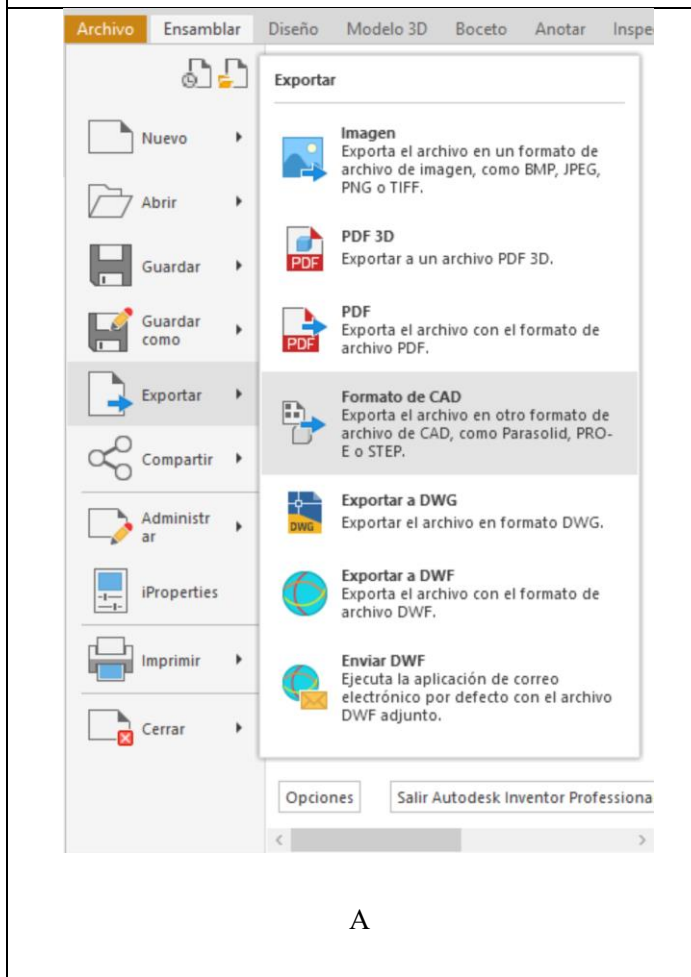 Archivo Ensamblar Diseño Modelo 3D Boceto Anotar Inspe
Exportar
Nuevo
Abrir
Guardar
Guardar
como
Exportar
Compartir
Administr
ar
iProperties
Imprimir
Cerrar
Imagen
Exporta el archivo en un formato de
archivo de imagen, como BMP, JPEG,
PNG o TIFF.
PDF
PDF 3D
Exportar a un archivo PDF 3D.
PDF
PDF
Exporta el archivo con el formato de
archivo PDF.
Formato de CAD
Exporta el archivo en otro formato de
archivo de CAD, como Parasolid, PRO-
E o STEP.
DWG
Exportar a DWG
Exportar el archivo en formato DWG.
Exportar a DWF
Exporta el archivo con el formato de
archivo DWF.
Enviar DWF
Ejecuta la aplicación de correo
electrónico por defecto con el archivo
DWF adjunto.
Opciones Salir Autodesk Inventor Professiona
A